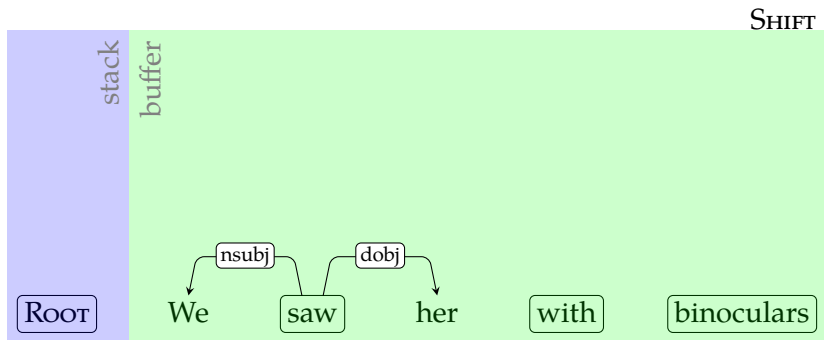 SHIFT
stack
buffer
nsubj dobj
ROOT We saw her with binoculars